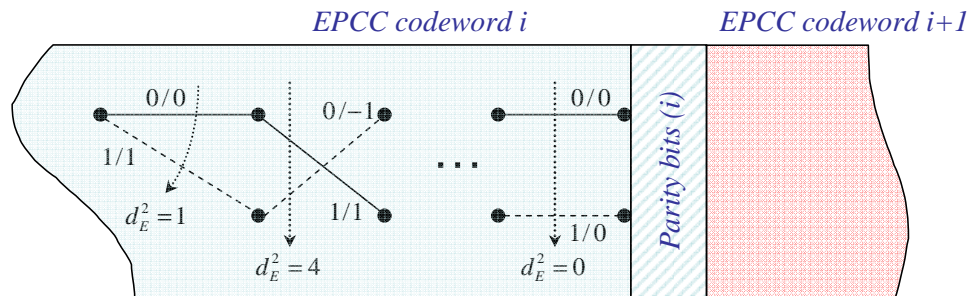 EPCC codeword i
EPCC codeword i+1
0/0
0/−1
0/0
1/1
1/1
1/0
...
d_E^2 = 1
d_E^2 = 4
d_E^2 = 0
Parity bits (i)